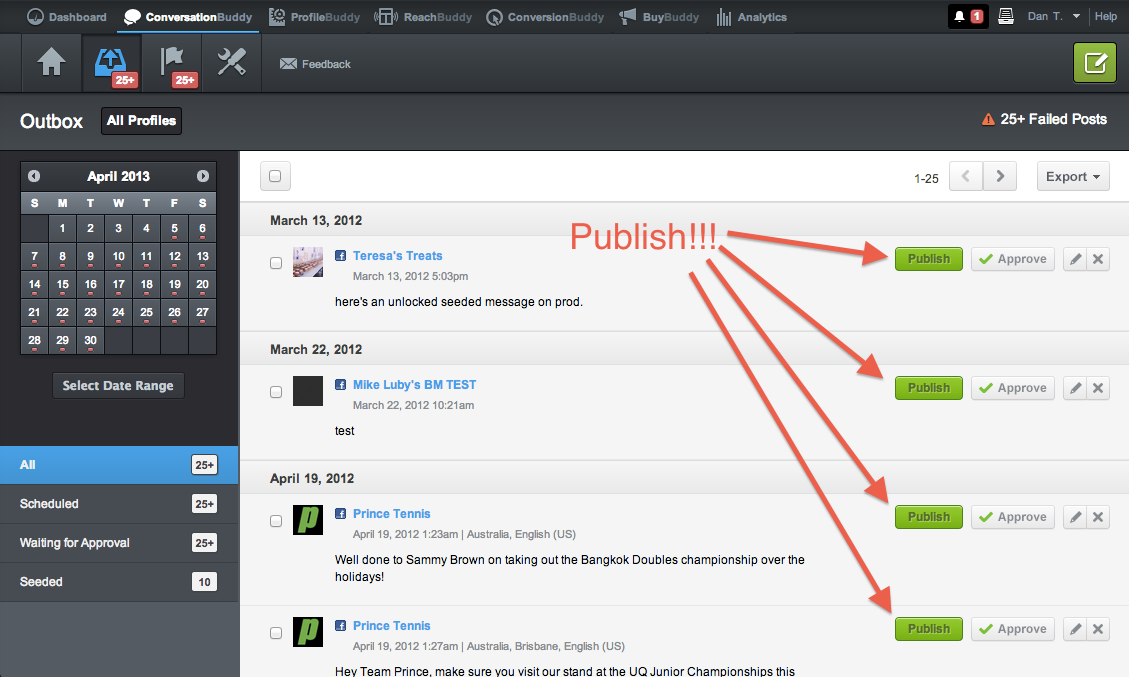 Dashboard ConversationBuddy ProfileBuddy ReachBuddy ConversionBuddy BuyBuddy Analytics 1 Dan T. Help
25+ 25+ Feedback
Outbox All Profiles 25+ Failed Posts
April 2013
S M T W T F S
1 2 3 4 5 6
7 8 9 10 11 12 13
14 15 16 17 18 19 20
21 22 23 24 25 26 27
28 29 30
Select Date Range
All 25+
Scheduled 25+
Waiting for Approval 25+
Seeded 10
1-25 Export
March 13, 2012
Publish!!!
Teresa's Treats Publish Approve
March 13, 2012 5:03pm
here's an unlocked seeded message on prod.
March 22, 2012
Mike Luby's BM TEST Publish Approve
March 22, 2012 10:21am
test
April 19, 2012
Prince Tennis Publish Approve
April 19, 2012 1:23am | Australia, English (US)
Well done to Sammy Brown on taking out the Bangkok Doubles championship over the
holidays!
Prince Tennis Publish Approve
April 19, 2012 1:27am | Australia, Brisbane, English (US)
Hey Team Prince, make sure you visit our stand at the UQ Junior Championships this